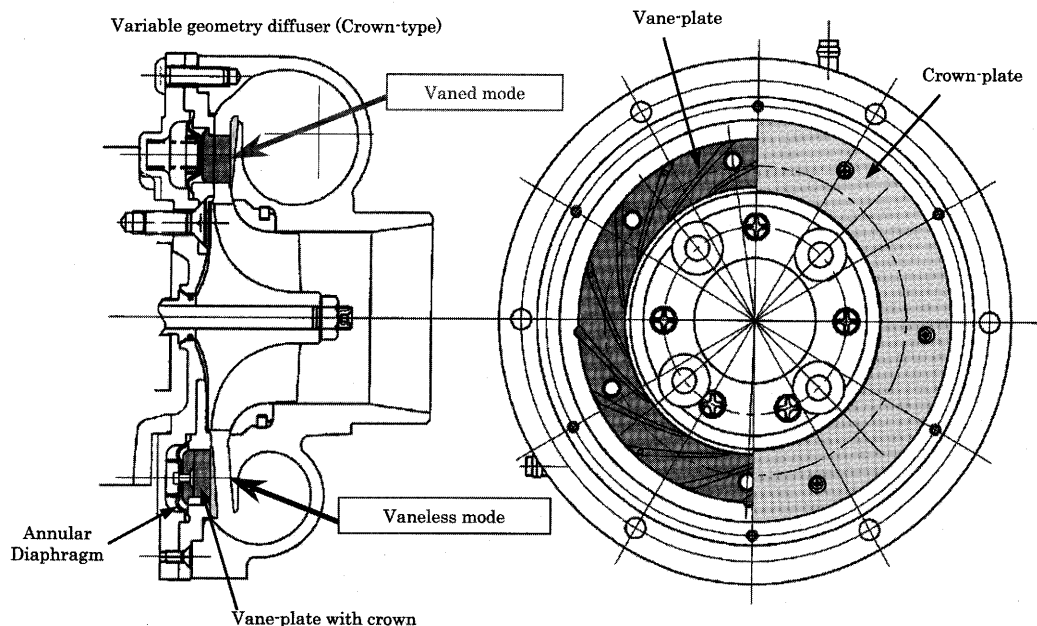 Variable geometry diffuser (Crown-type)
Vane-plate
Crown-plate
Vaned mode
Vaneless mode
Annular
Diaphragm
Vane-plate with crown